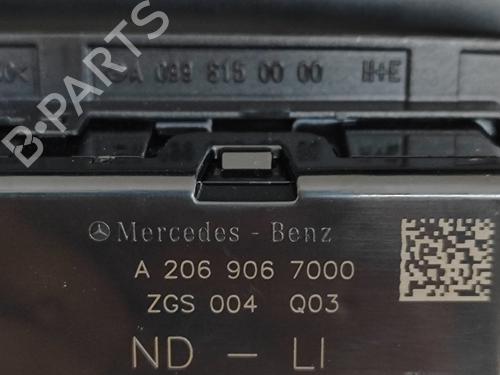 B-PARTS
A 099 815 00 00 H+E
Mercedes - Benz
A 206 906 7000
ZGS 004 Q03
ND - LI